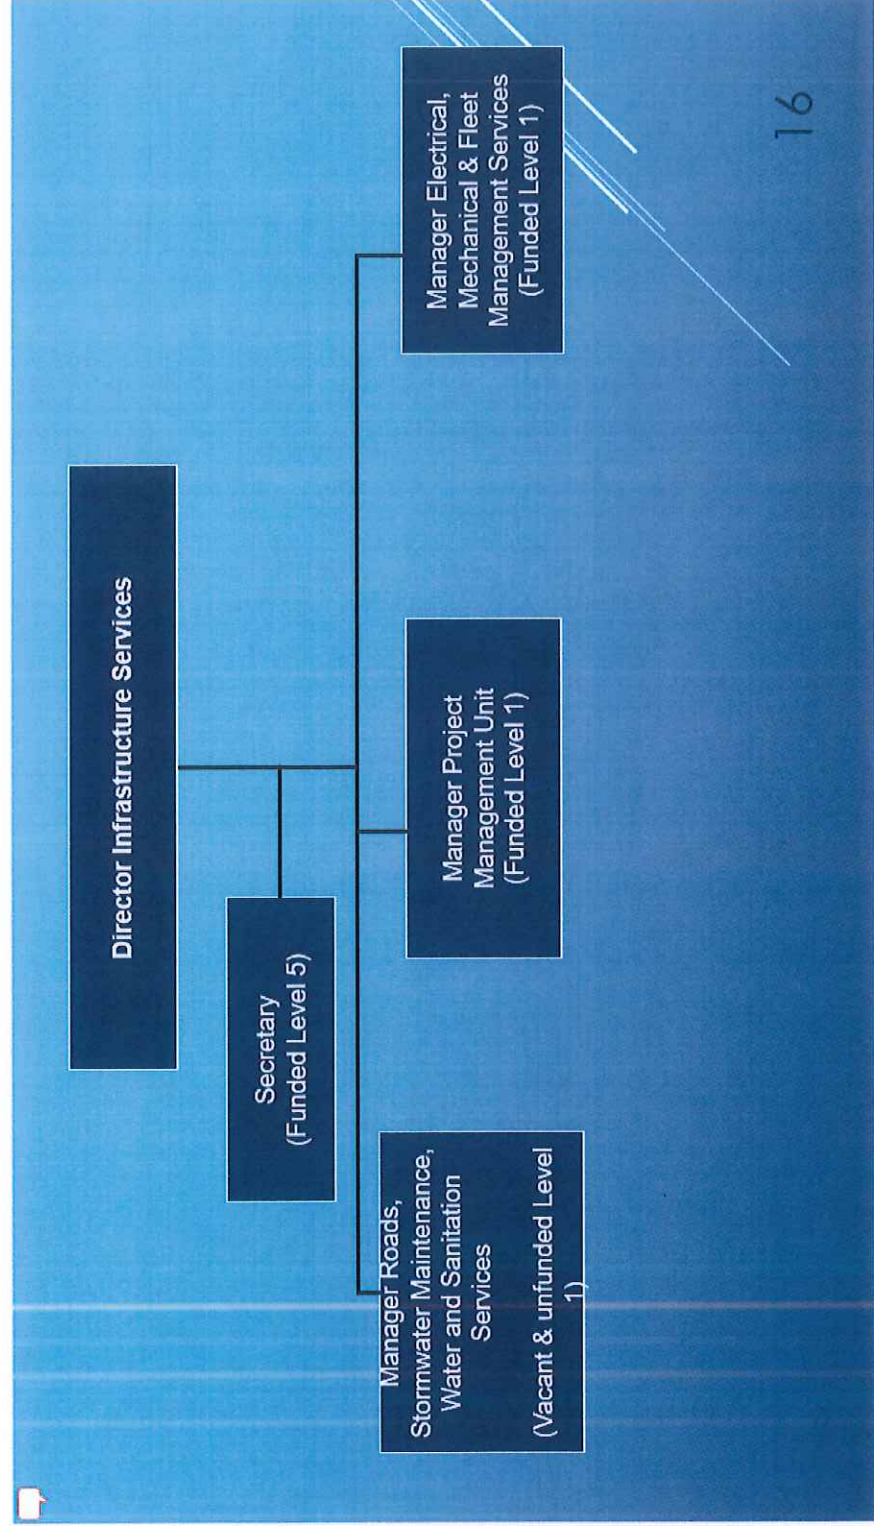 Director Infrastructure Services
Secretary
(Funded Level 5)
Manager Roads,
Stormwater Maintenance,
Water and Sanitation
Services
(Vacant & unfunded Level
1)
Manager Project
Management Unit
(Funded Level 1)
Manager Electrical,
Mechanical & Fleet
Management Services
(Funded Level 1)
16